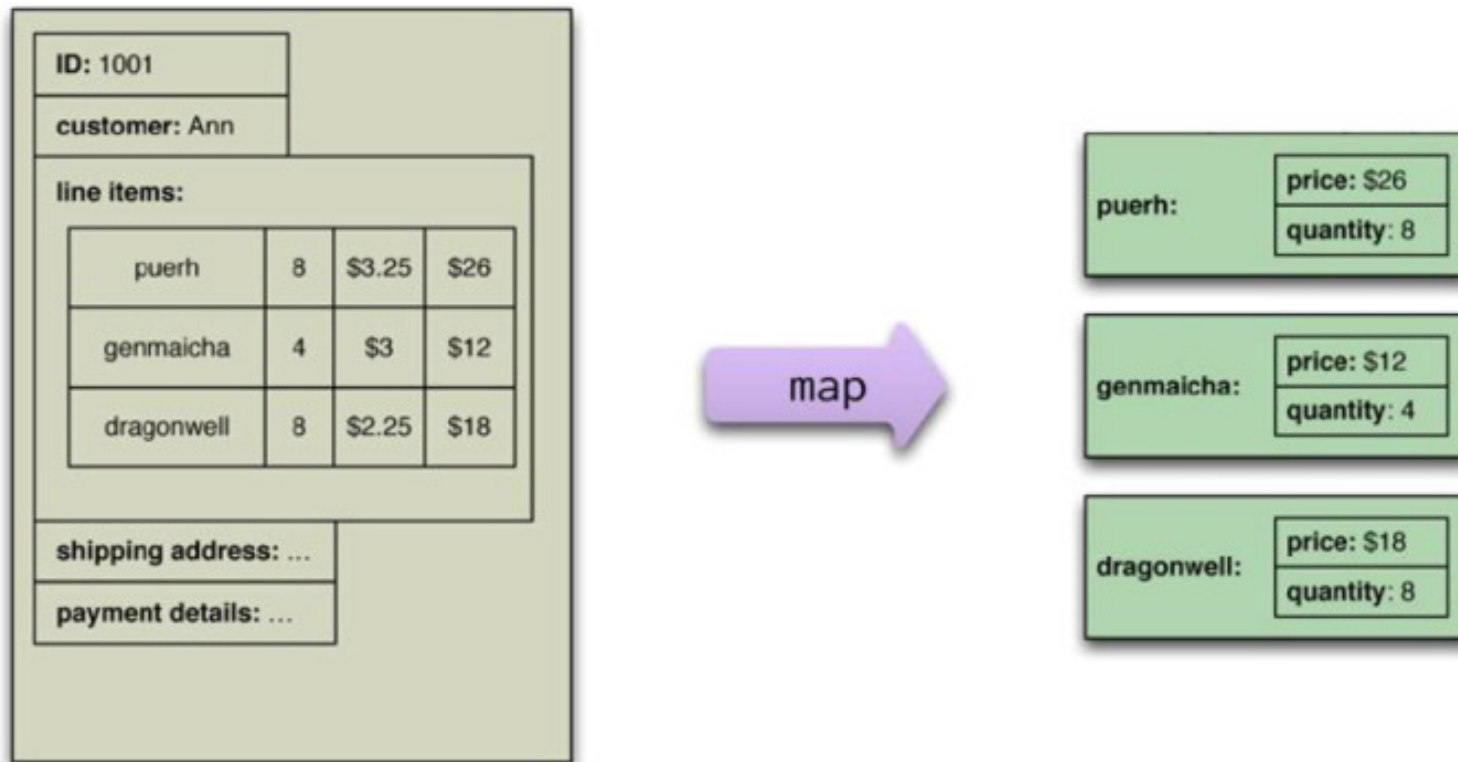 ID: 1001
customer: Ann
line items:
puerh 8 $3.25 $26
genmaicha 4 $3 $12
dragonwell 8 $2.25 $18
shipping address: ...
payment details: ...
map
puerh:
price: $26
quantity: 8
genmaicha:
price: $12
quantity: 4
dragonwell:
price: $18
quantity: 8